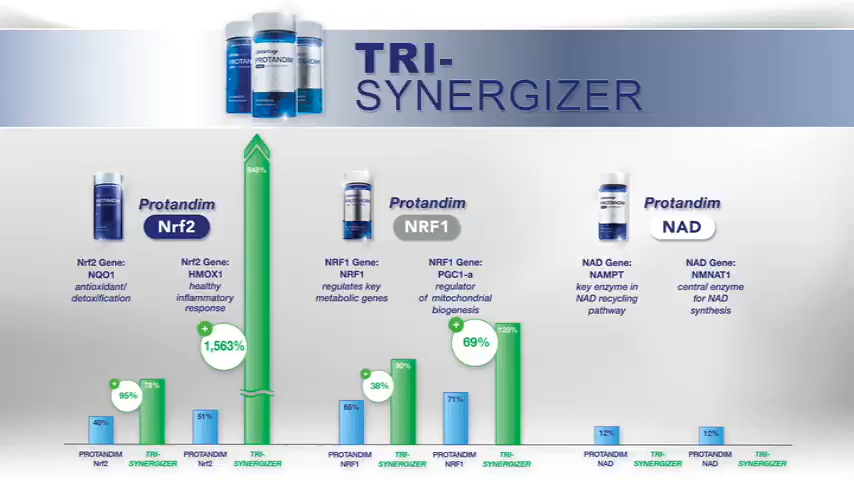 TRI-
SYNERGIZER
PROTANDIM
Protandim
Nrf2
Nrf2 Gene:
NQO1
antioxidant/
detoxification
Nrf2 Gene:
HMOX1
healthy
inflammatory
response
848%
+
1,563%
+
95%
78%
40%
51%
PROTANDIM
Nrf2
TRI-
SYNERGIZER
PROTANDIM
Nrf2
TRI-
SYNERGIZER
Protandim
NRF1
NRF1 Gene:
NRF1
regulates key
metabolic genes
NRF1 Gene:
PGC1-a
regulator
of mitochondrial
biogenesis
+
69%
120%
+
38%
90%
65%
71%
PROTANDIM
NRF1
TRI-
SYNERGIZER
PROTANDIM
NRF1
TRI-
SYNERGIZER
Protandim
NAD
NAD Gene:
NAMPT
key enzyme in
NAD recycling
pathway
NAD Gene:
NMNAT1
central enzyme
for NAD
synthesis
12%
12%
PROTANDIM
NAD
TRI-
SYNERGIZER
PROTANDIM
NAD
TRI-
SYNERGIZER